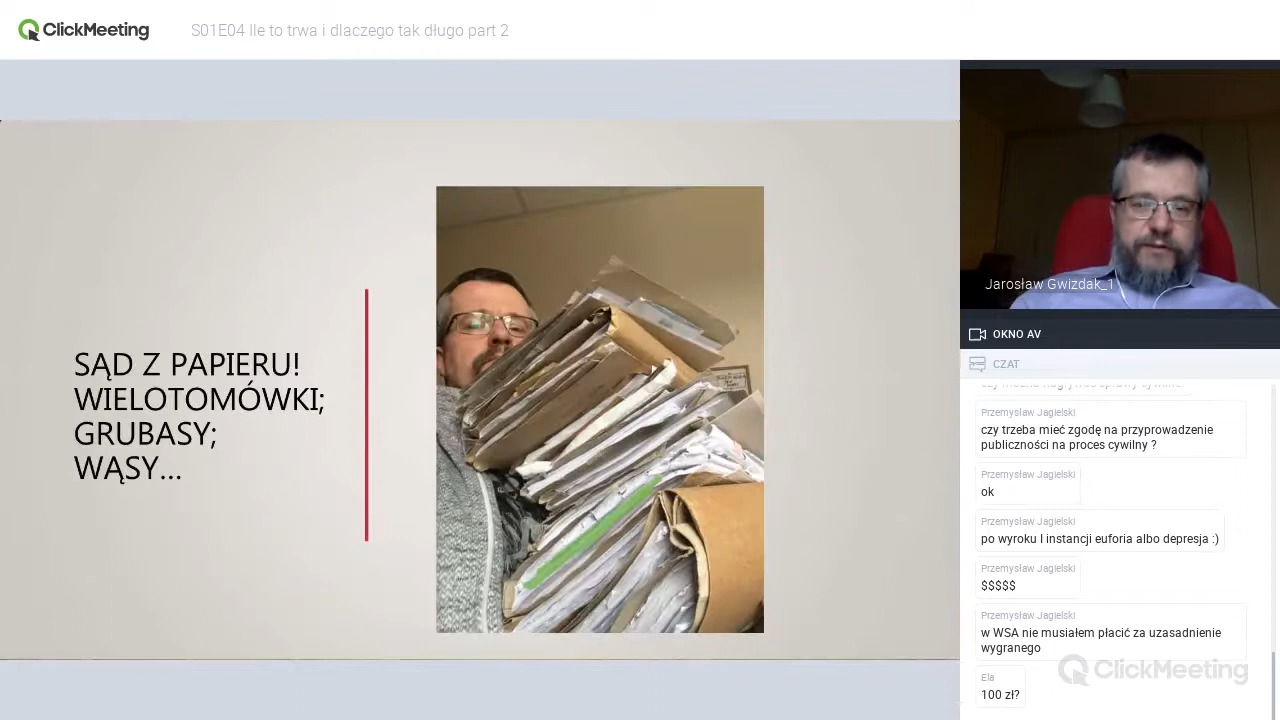 ClickMeeting
S01E04 Ile to trwa i dlaczego tak długo part 2
SĄD Z PAPIERU!
WIELOTOMÓWKI;
GRUBASY;
WĄSY...
Jarosław Gwizdak_1
OKNO AV
CZAT
Przemysław Jagielski
czy trzeba mieć zgodę na przyprowadzenie
publiczności na proces cywilny ?
Przemysław Jagielski
ok
Przemysław Jagielski
po wyroku I instancji euforia albo depresja :)
Przemysław Jagielski
$$$$$
Przemysław Jagielski
w WSA nie musiałem płacić za uzasadnienie
wygranego
ClickMeeting
Ela
100 zł?